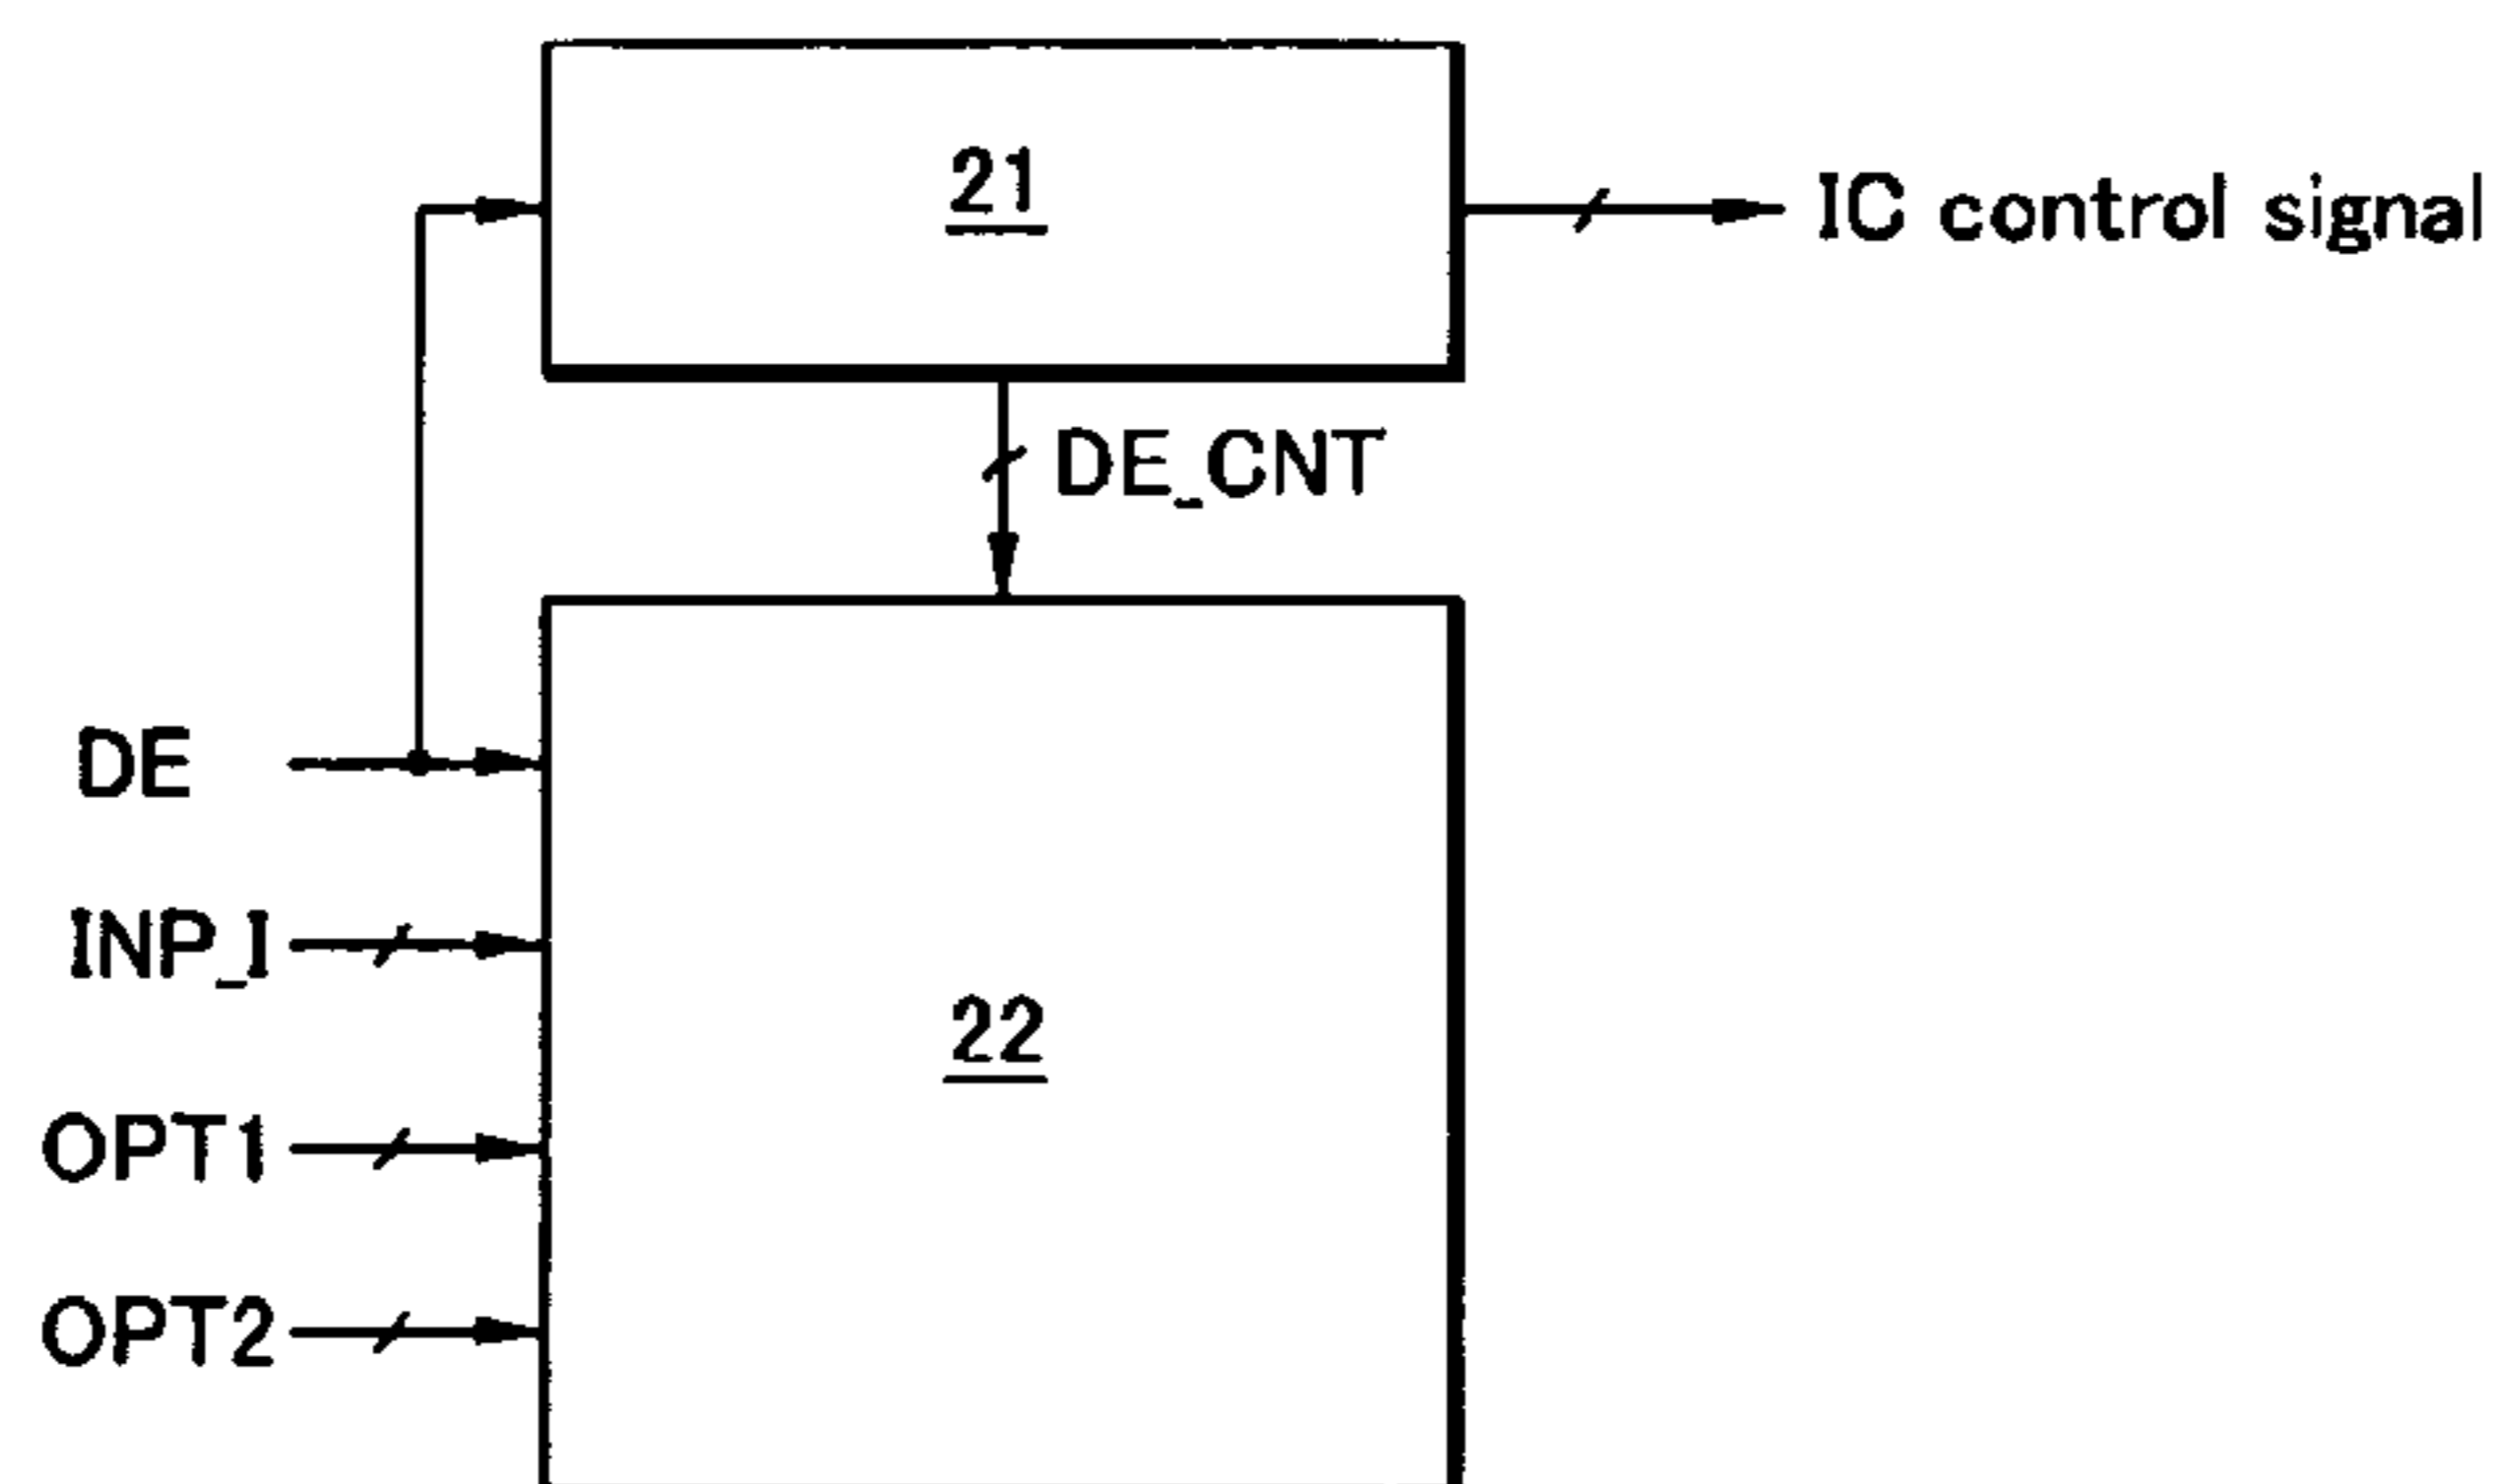 21
IC control signal
DE_CNT
DE
INP_I
22
OPT1
OPT2